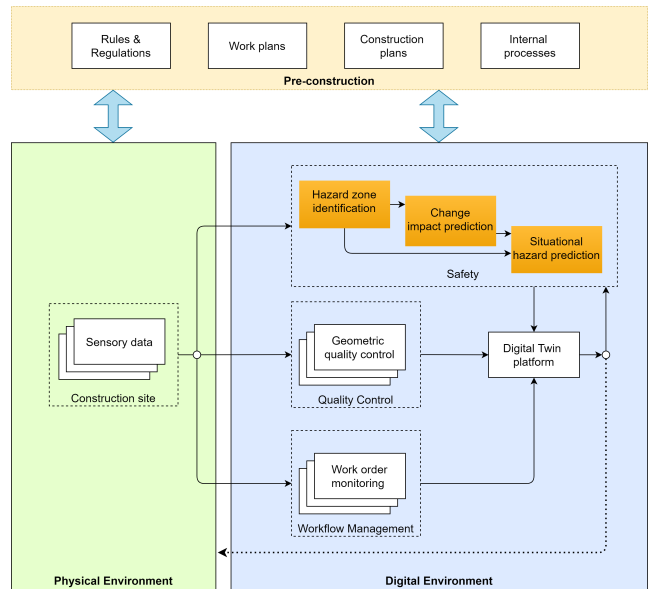 Rules &
Regulations
Work plans
Construction
plans
Internal
processes
Pre-construction
Hazard zone
identification
Change
impact prediction
Situational
hazard prediction
Safety
Sensory data
Construction site
Geometric
quality control
Quality Control
Digital Twin
platform
Work order
monitoring
Workflow Management
Physical Environment
Digital Environment